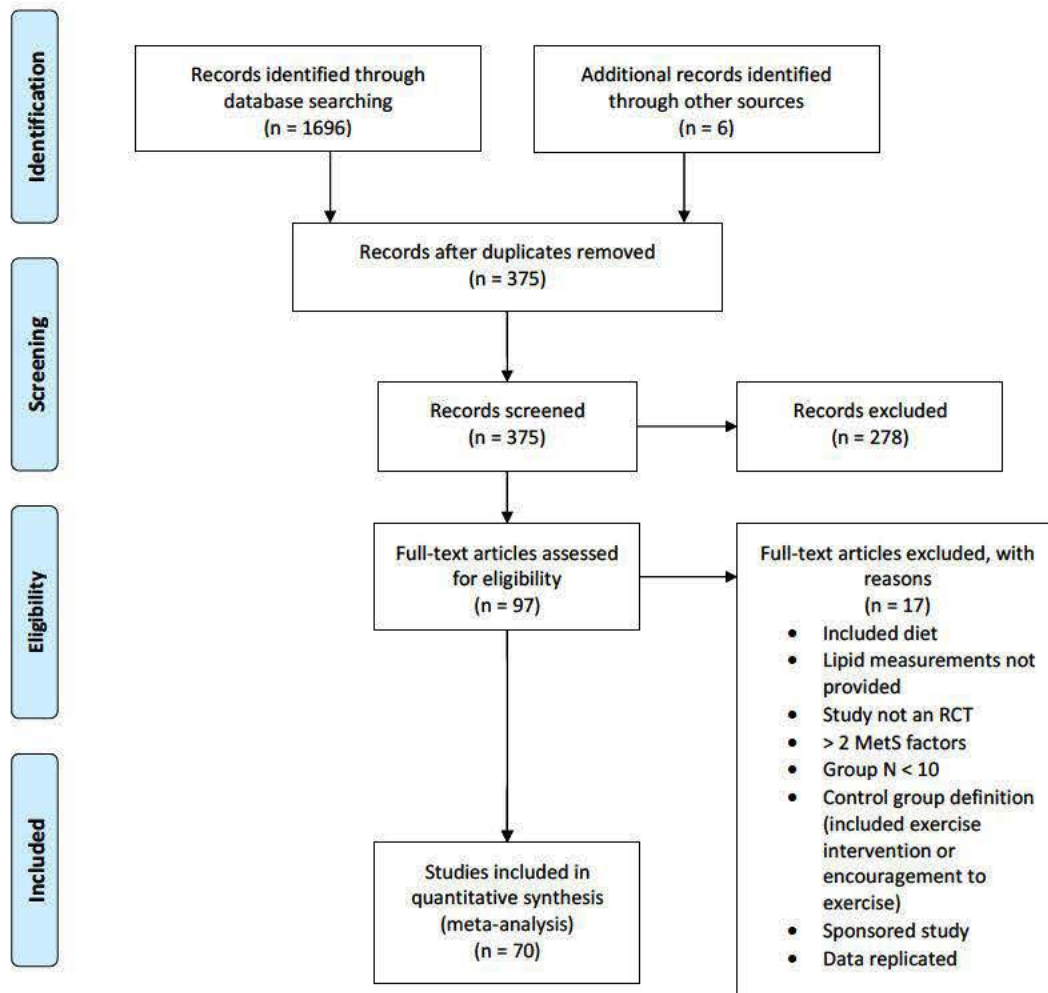 Identification
Records identified through
database searching
(n = 1696)
Additional records identified
through other sources
(n = 6)
Records after duplicates removed
(n = 375)
Screening
Records screened
(n = 375)
Records excluded
(n = 278)
Eligibility
Full-text articles assessed
for eligibility
(n = 97)
Full-text articles excluded, with
reasons
(n = 17)
• Included diet
• Lipid measurements not
provided
• Study not an RCT
• > 2 MetS factors
• Group N < 10
• Control group definition
(included exercise
intervention or
encouragement to
exercise)
• Sponsored study
• Data replicated
Included
Studies included in
quantitative synthesis
(meta-analysis)
(n = 70)